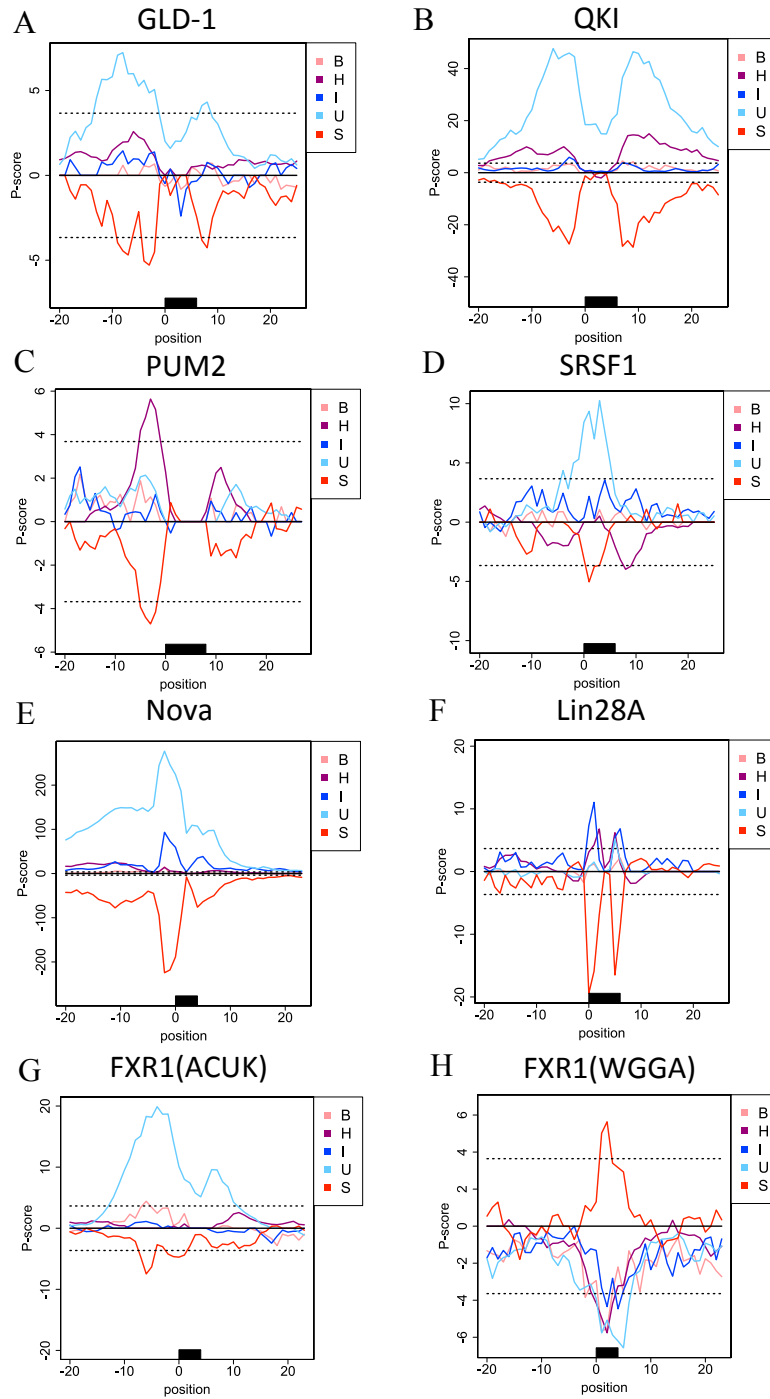 A
GLD-1
5
0
-5
P-score
-20 -10 0 10 20
position
B
H
I
U
S
B
QKI
40
20
0
-20
-40
P-score
-20 -10 0 10 20
position
B
H
I
U
S
C
PUM2
6
4
2
0
-2
-4
-6
P-score
-20 -10 0 10 20
position
B
H
I
U
S
D
SRSF1
10
5
0
-5
-10
P-score
-20 -10 0 10 20
position
B
H
I
U
S
E
Nova
200
100
0
-100
-200
P-score
-20 -10 0 10 20
position
B
H
I
U
S
F
Lin28A
20
10
0
-10
-20
P-score
-20 -10 0 10 20
position
B
H
I
U
S
G
FXR1(ACUK)
20
10
5
0
-5
-10
-20
P-score
-20 -10 0 10 20
position
B
H
I
U
S
H
FXR1(WGGA)
6
4
2
0
-2
-4
-6
P-score
-20 -10 0 10 20
position
B
H
I
U
S